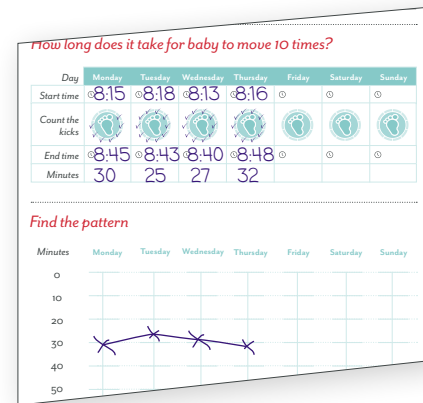 How long does it take for baby to move 10 times?
Day Monday Tuesday Wednesday Thursday Friday Saturday Sunday
Start time 8:15 8:18 8:13 8:16
Count the
kicks
End time 8:45 8:43 8:40 8:48
Minutes 30 25 27 32
Find the pattern
Minutes Monday Tuesday Wednesday Thursday Friday Saturday Sunday
0
10
20
30
40
50